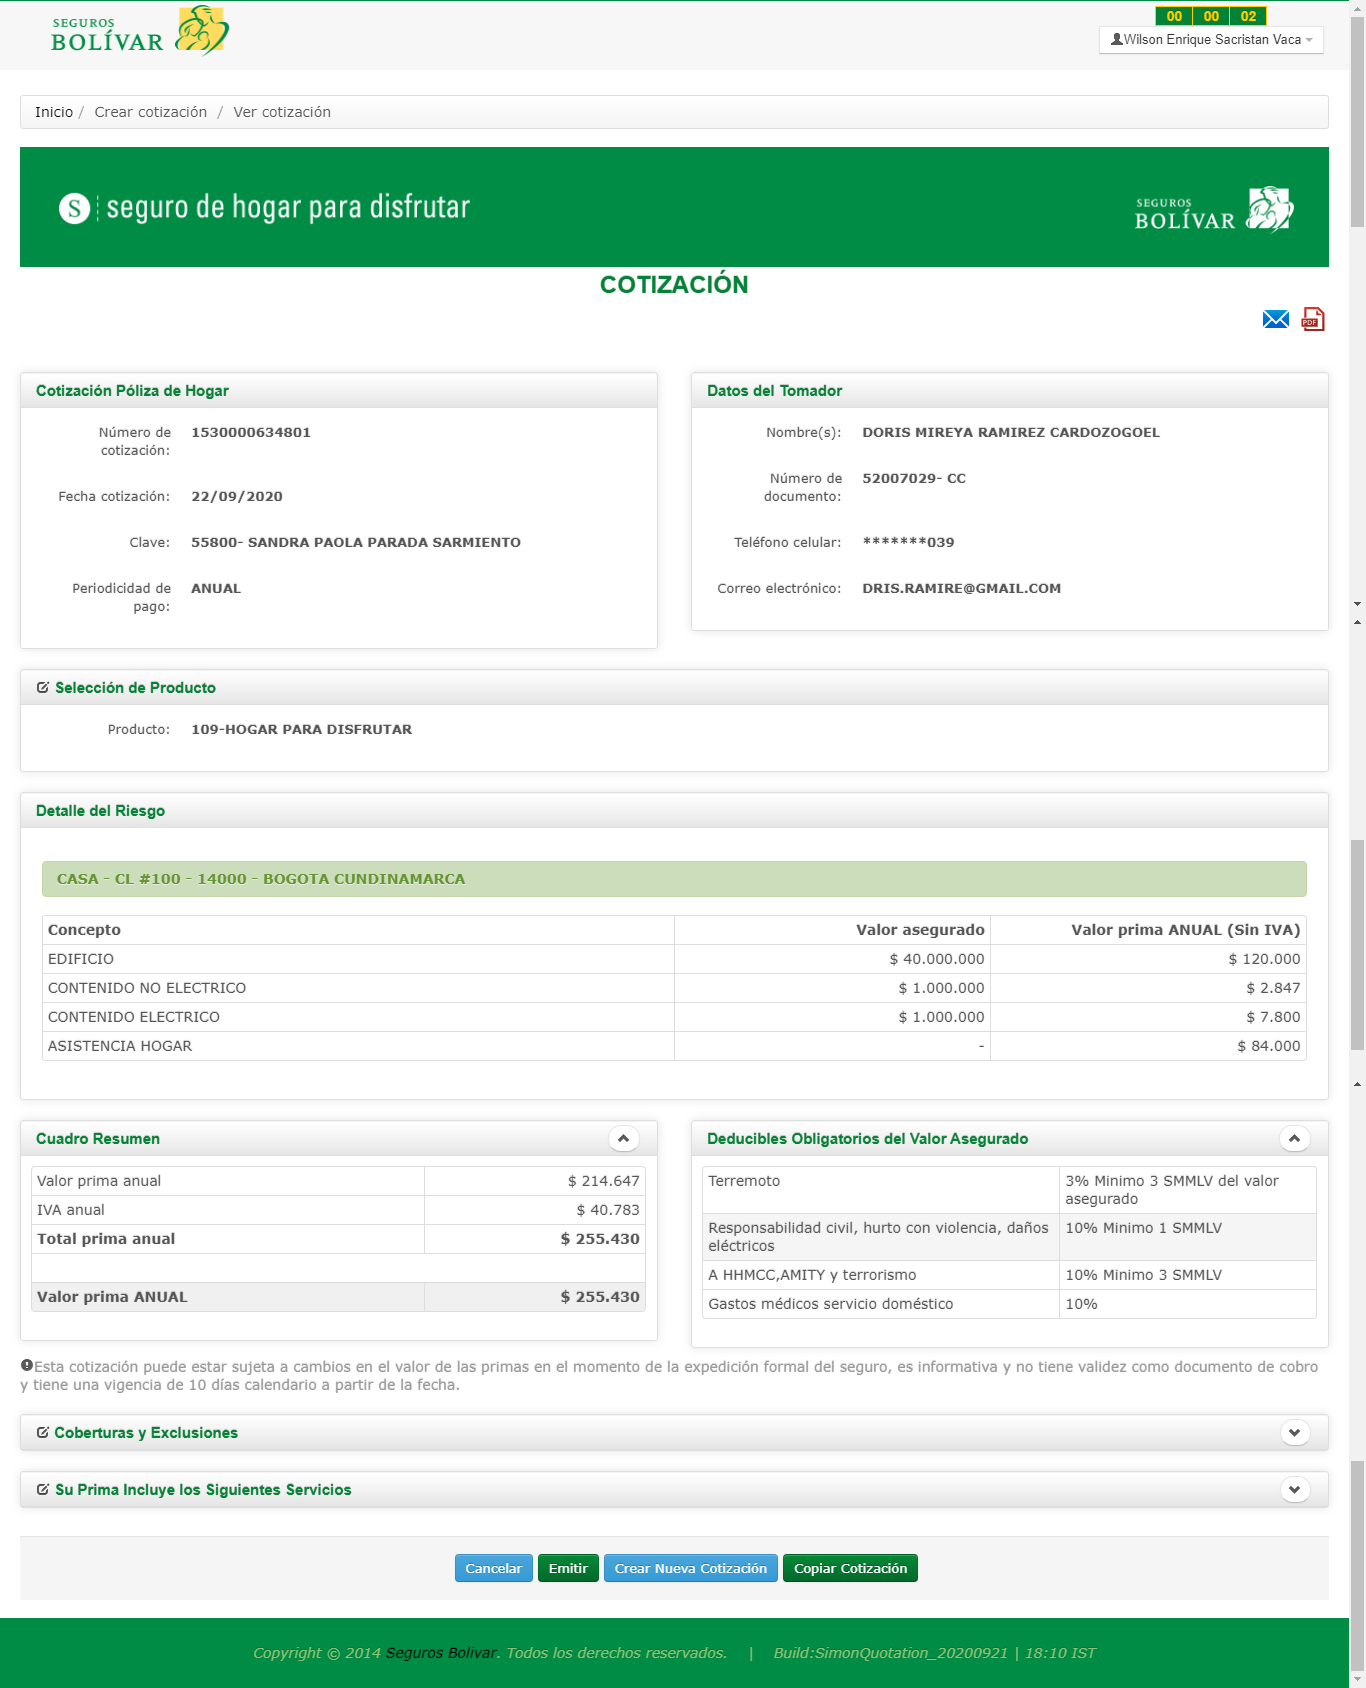 SEGUROS
BOLÍVAR
00 00 02
Wilson Enrique Sacristan Vaca
Inicio / Crear cotización / Ver cotización
S seguro de hogar para disfrutar
SEGUROS
BOLÍVAR
COTIZACIÓN
PDF
Cotización Póliza de Hogar
Número de cotización: 1530000634801
Fecha cotización: 22/09/2020
Clave: 55800- SANDRA PAOLA PARADA SARMIENTO
Periodicidad de pago: ANUAL
Datos del Tomador
Nombre(s): DORIS MIREYA RAMIREZ CARDOZOGOEL
Número de documento: 52007029- CC
Teléfono celular: *******039
Correo electrónico: DRIS.RAMIRE@GMAIL.COM
Selección de Producto
Producto: 109-HOGAR PARA DISFRUTAR
Detalle del Riesgo
CASA - CL #100 - 14000 - BOGOTA CUNDINAMARCA
Concepto Valor asegurado Valor prima ANUAL (Sin IVA)
EDIFICIO $ 40.000.000 $ 120.000
CONTENIDO NO ELECTRICO $ 1.000.000 $ 2.847
CONTENIDO ELECTRICO $ 1.000.000 $ 7.800
ASISTENCIA HOGAR - $ 84.000
Cuadro Resumen
Valor prima anual $ 214.647
IVA anual $ 40.783
Total prima anual $ 255.430
Valor prima ANUAL $ 255.430
Deducibles Obligatorios del Valor Asegurado
Terremoto 3% Minimo 3 SMMLV del valor asegurado
Responsabilidad civil, hurto con violencia, daños eléctricos 10% Minimo 1 SMMLV
A HHMCC,AMITY y terrorismo 10% Minimo 3 SMMLV
Gastos médicos servicio doméstico 10%
Esta cotización puede estar sujeta a cambios en el valor de las primas en el momento de la expedición formal del seguro, es informativa y no tiene validez como documento de cobro
y tiene una vigencia de 10 días calendario a partir de la fecha.
Coberturas y Exclusiones
Su Prima Incluye los Siguientes Servicios
Cancelar Emitir Crear Nueva Cotización Copiar Cotización
Copyright © 2014 Seguros Bolivar. Todos los derechos reservados. | Build:SimonQuotation_20200921 | 18:10 IST